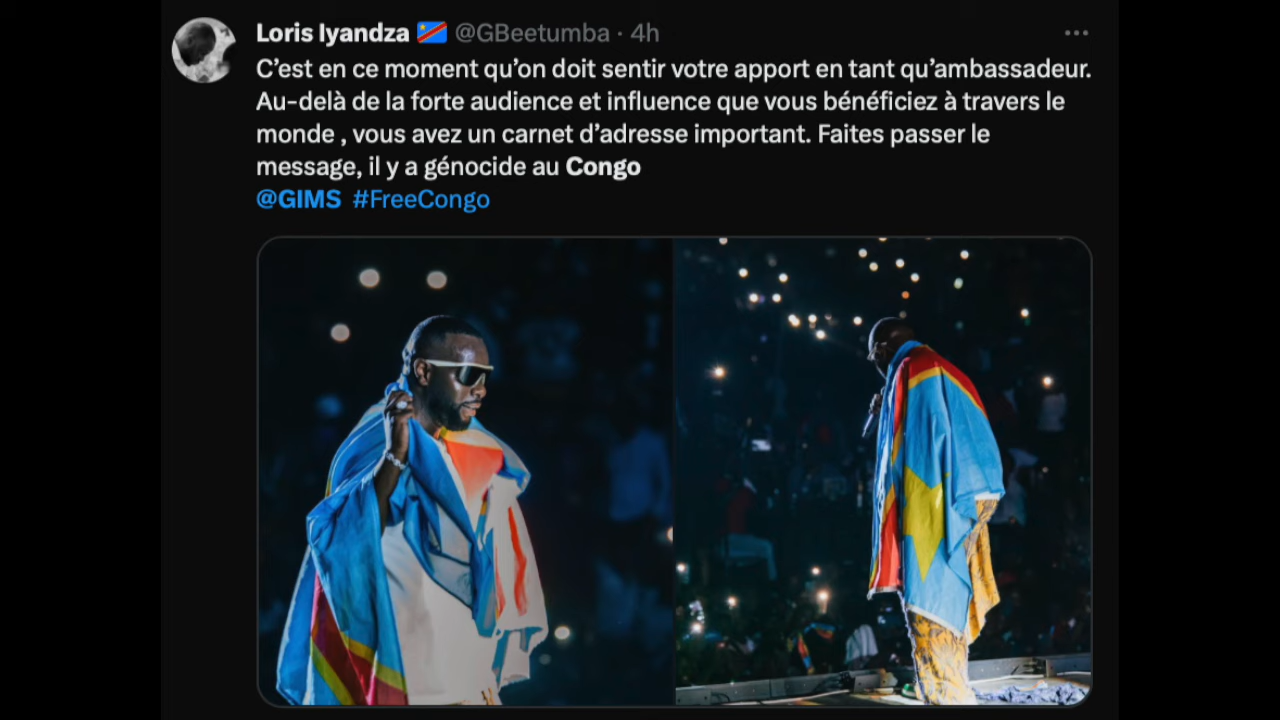 Loris Iyandza @GBeetumba · 4h
C’est en ce moment qu’on doit sentir votre apport en tant qu’ambassadeur.
Au-delà de la forte audience et influence que vous bénéficiez à travers le
monde , vous avez un carnet d’adresse important. Faites passer le
message, il y a génocide au Congo
@GIMS #FreeCongo